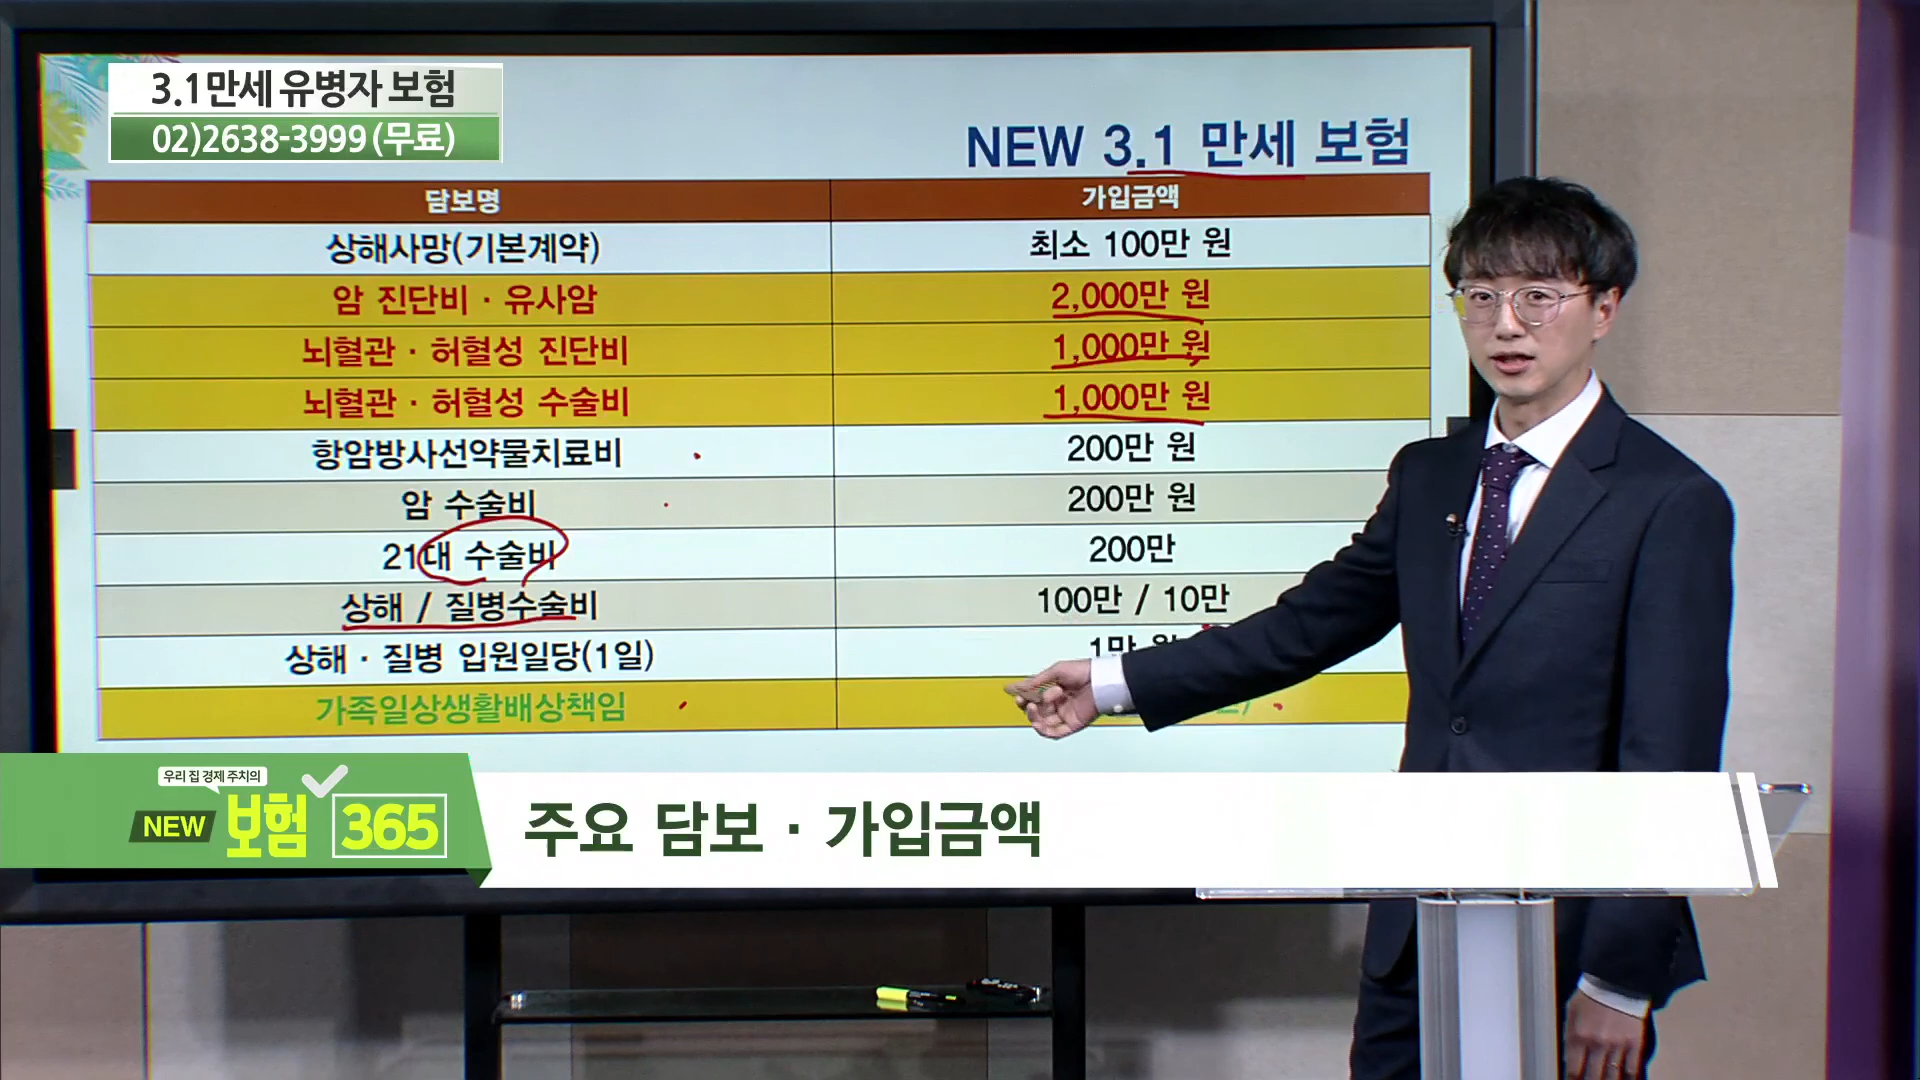 3.1만세 유병자 보험
02)2638-3999(무료)
NEW 3.1 만세 보험
담보명 가입금액
상해사망(기본계약) 최소 100만 원
암 진단비 · 유사암 2,000만 원
뇌혈관 · 허혈성 진단비 1,000만 원
뇌혈관 · 허혈성 수술비 1,000만 원
항암방사선약물치료비 200만 원
암 수술비 200만 원
21대 수술비 200만
상해 / 질병수술비 100만 / 10만
상해 · 질병 입원일당(1일) 1만
가족일상생활배상책임
우리 집 경제 주치의
NEW 보험 365
주요 담보 · 가입금액